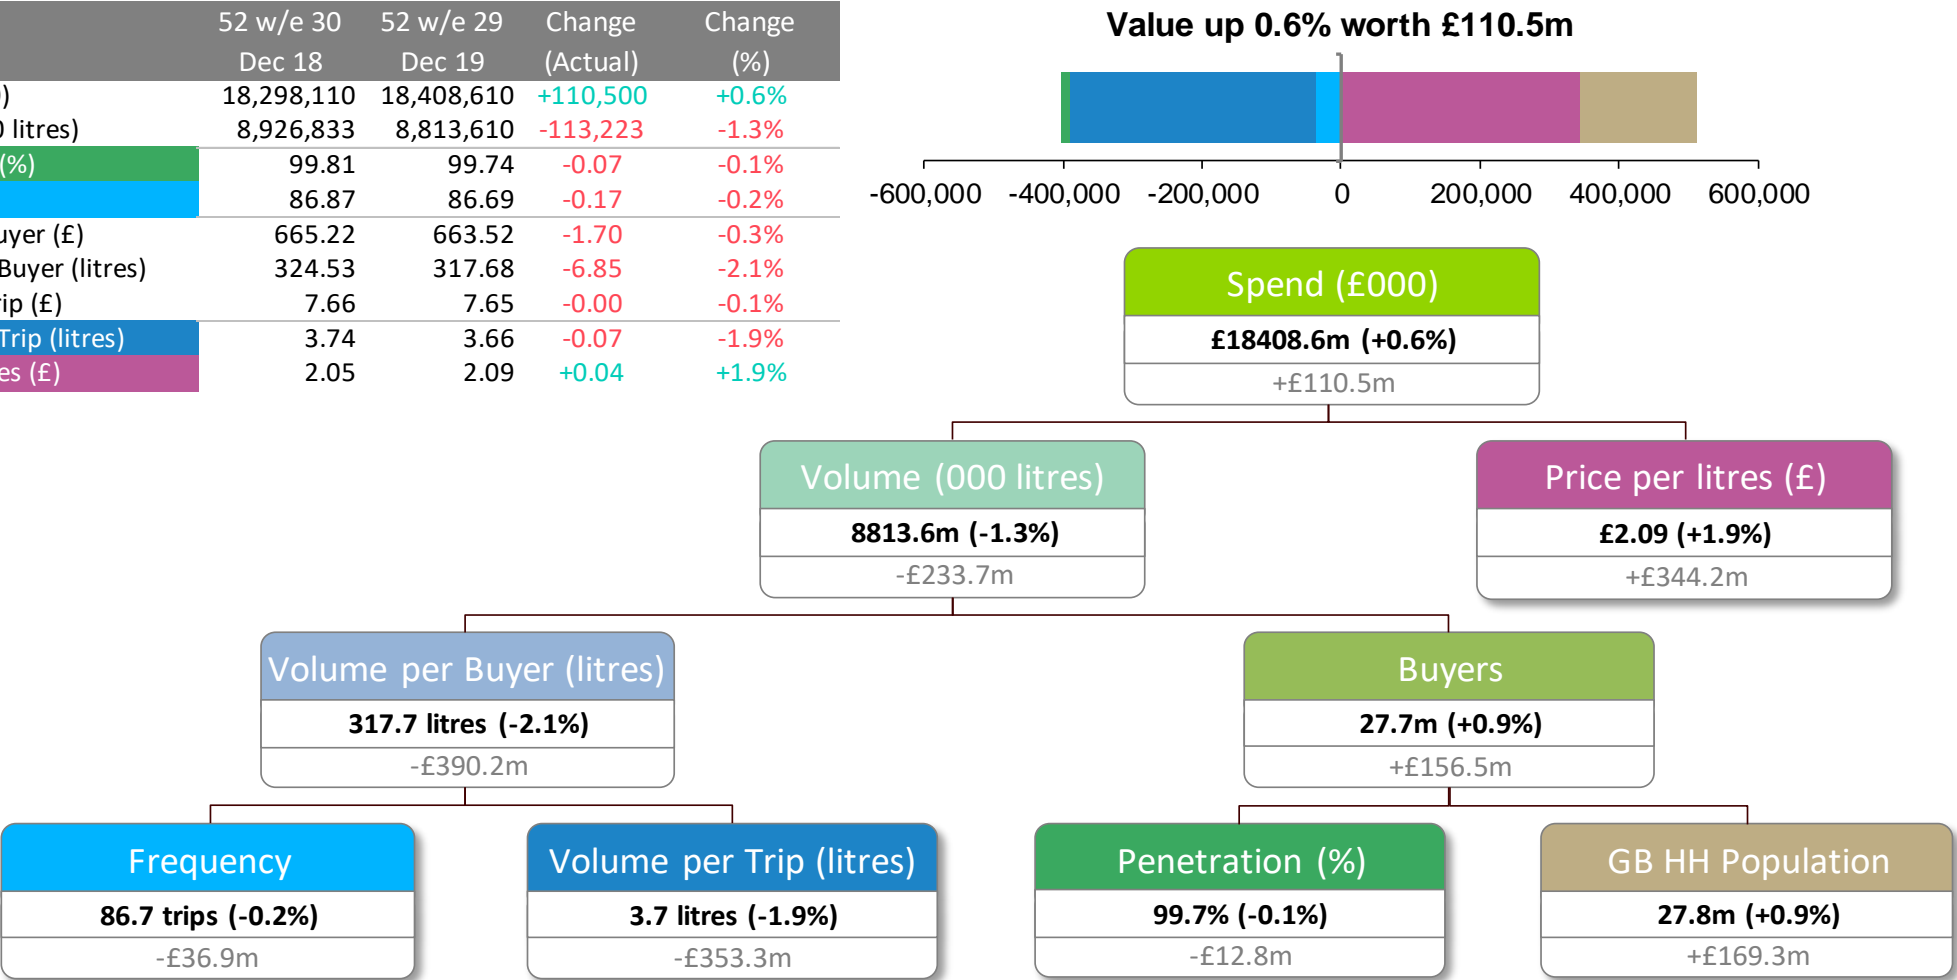 52 w/e 30 52 w/e 29 Change Change
Dec 18 Dec 19 (Actual) (%)
) 18,298,110 18,408,610 +110,500 +0.6%
litres) 8,926,833 8,813,610 -113,223 -1.3%
(%) 99.81 99.74 -0.07 -0.1%
86.87 86.69 -0.17 -0.2%
uyer (£) 665.22 663.52 -1.70 -0.3%
Buyer (litres) 324.53 317.68 -6.85 -2.1%
rip (£) 7.66 7.65 -0.00 -0.1%
Trip (litres) 3.74 3.66 -0.07 -1.9%
es (£) 2.05 2.09 +0.04 +1.9%
Value up 0.6% worth £110.5m
-600,000 -400,000 -200,000 0 200,000 400,000 600,000
Spend (£000)
£18408.6m (+0.6%)
+£110.5m
Volume (000 litres)
8813.6m (-1.3%)
-£233.7m
Price per litres (£)
£2.09 (+1.9%)
+£344.2m
Volume per Buyer (litres)
317.7 litres (-2.1%)
-£390.2m
Buyers
27.7m (+0.9%)
+£156.5m
Frequency
86.7 trips (-0.2%)
-£36.9m
Volume per Trip (litres)
3.7 litres (-1.9%)
-£353.3m
Penetration (%)
99.7% (-0.1%)
-£12.8m
GB HH Population
27.8m (+0.9%)
+£169.3m